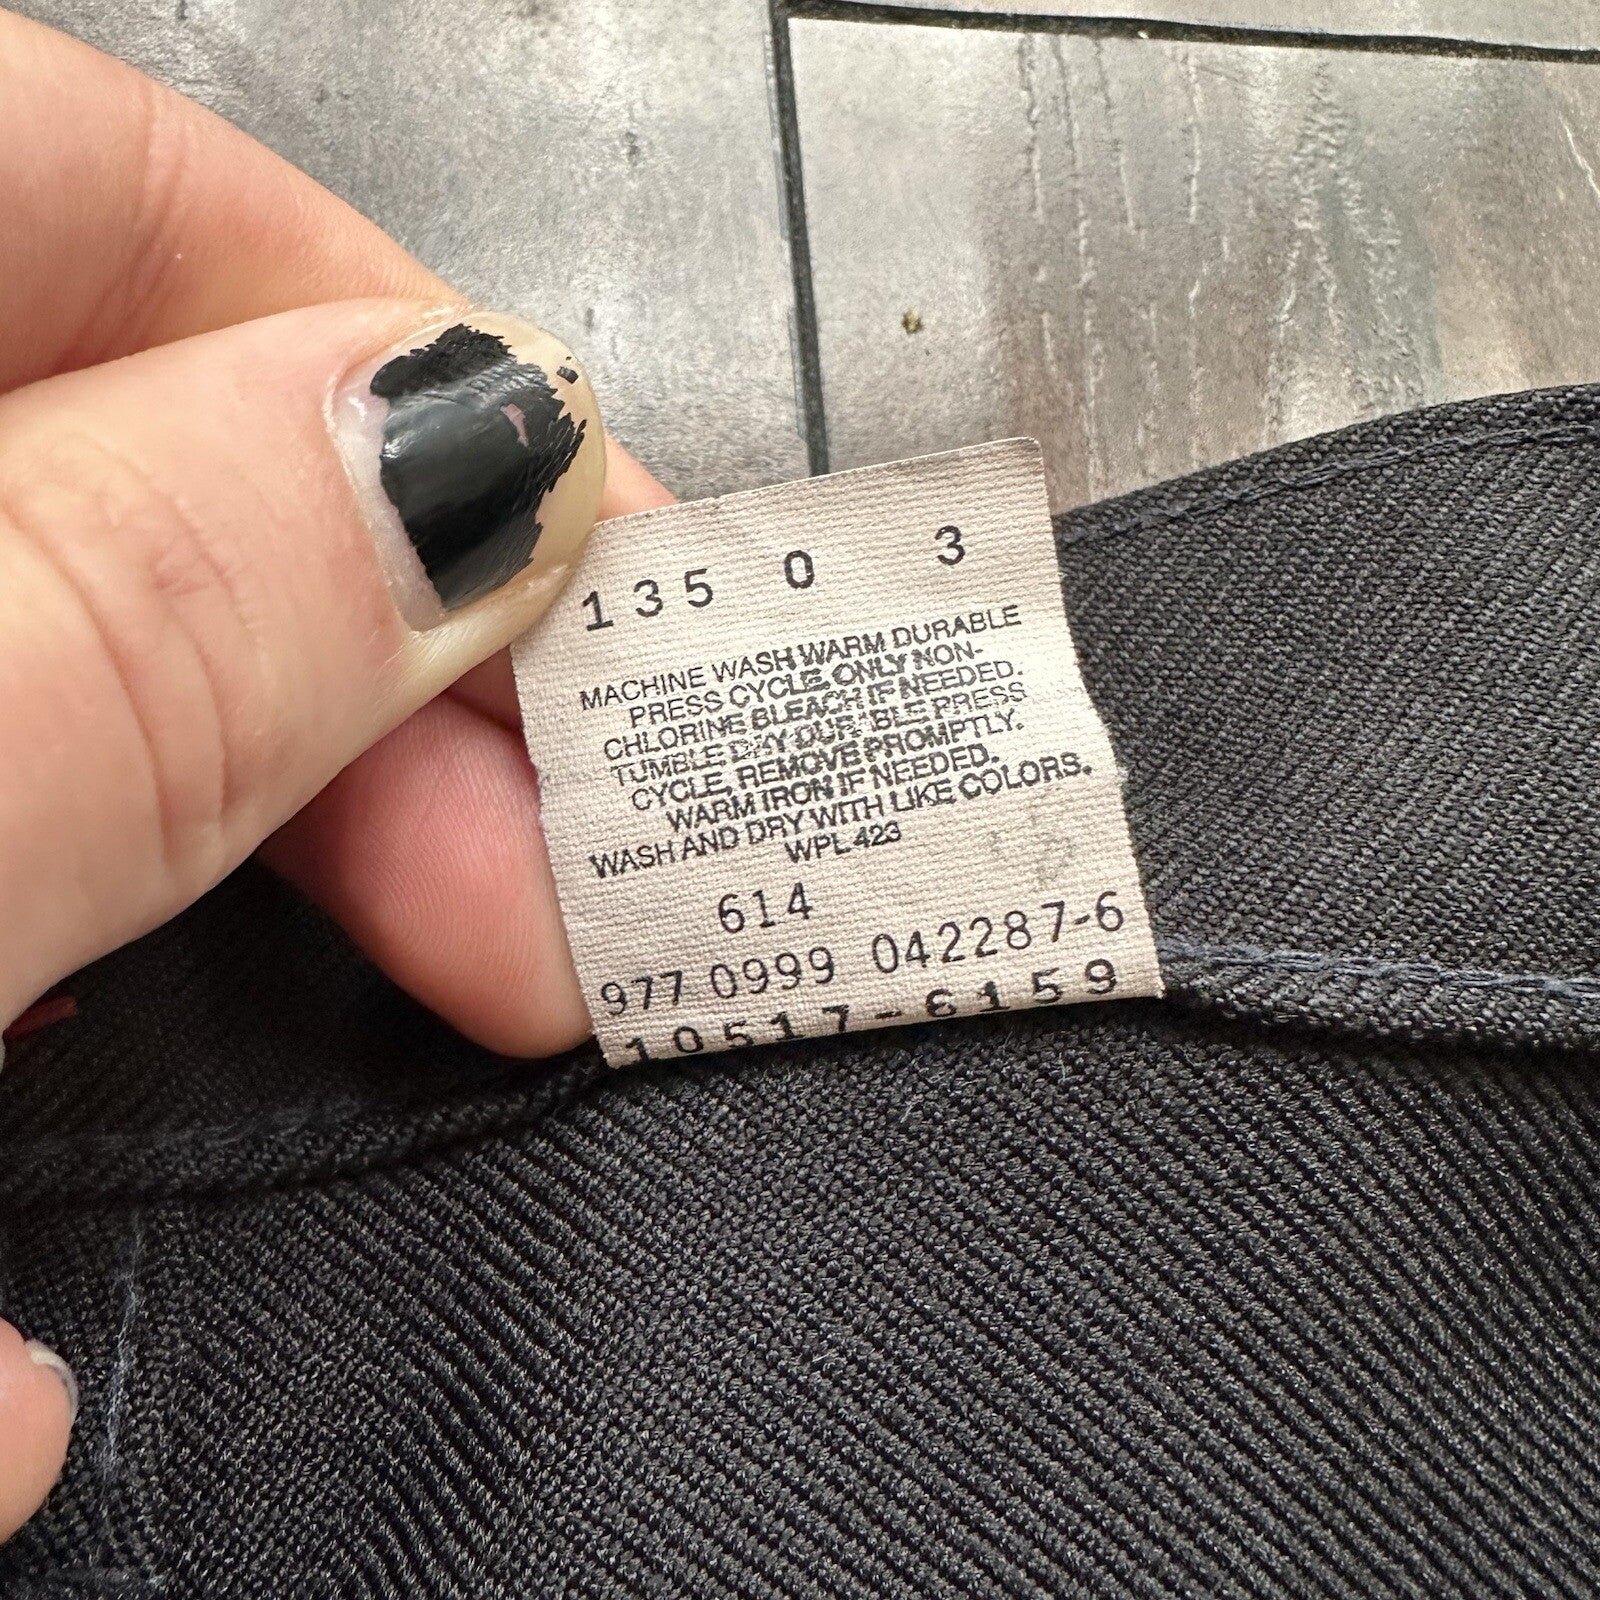 135 0 3
MACHINE WASH WARM DURABLE
PRESS CYCLE. ONLY NON-
CHLORINE BLEACH IF NEEDED.
TUMBLE DRY DURABLE PRESS
CYCLE, REMOVE PROMPTLY.
WARM IRON IF NEEDED.
WASH AND DRY WITH LIKE COLORS.
WPL 423
614
977 0999 042287-6
10517-6159